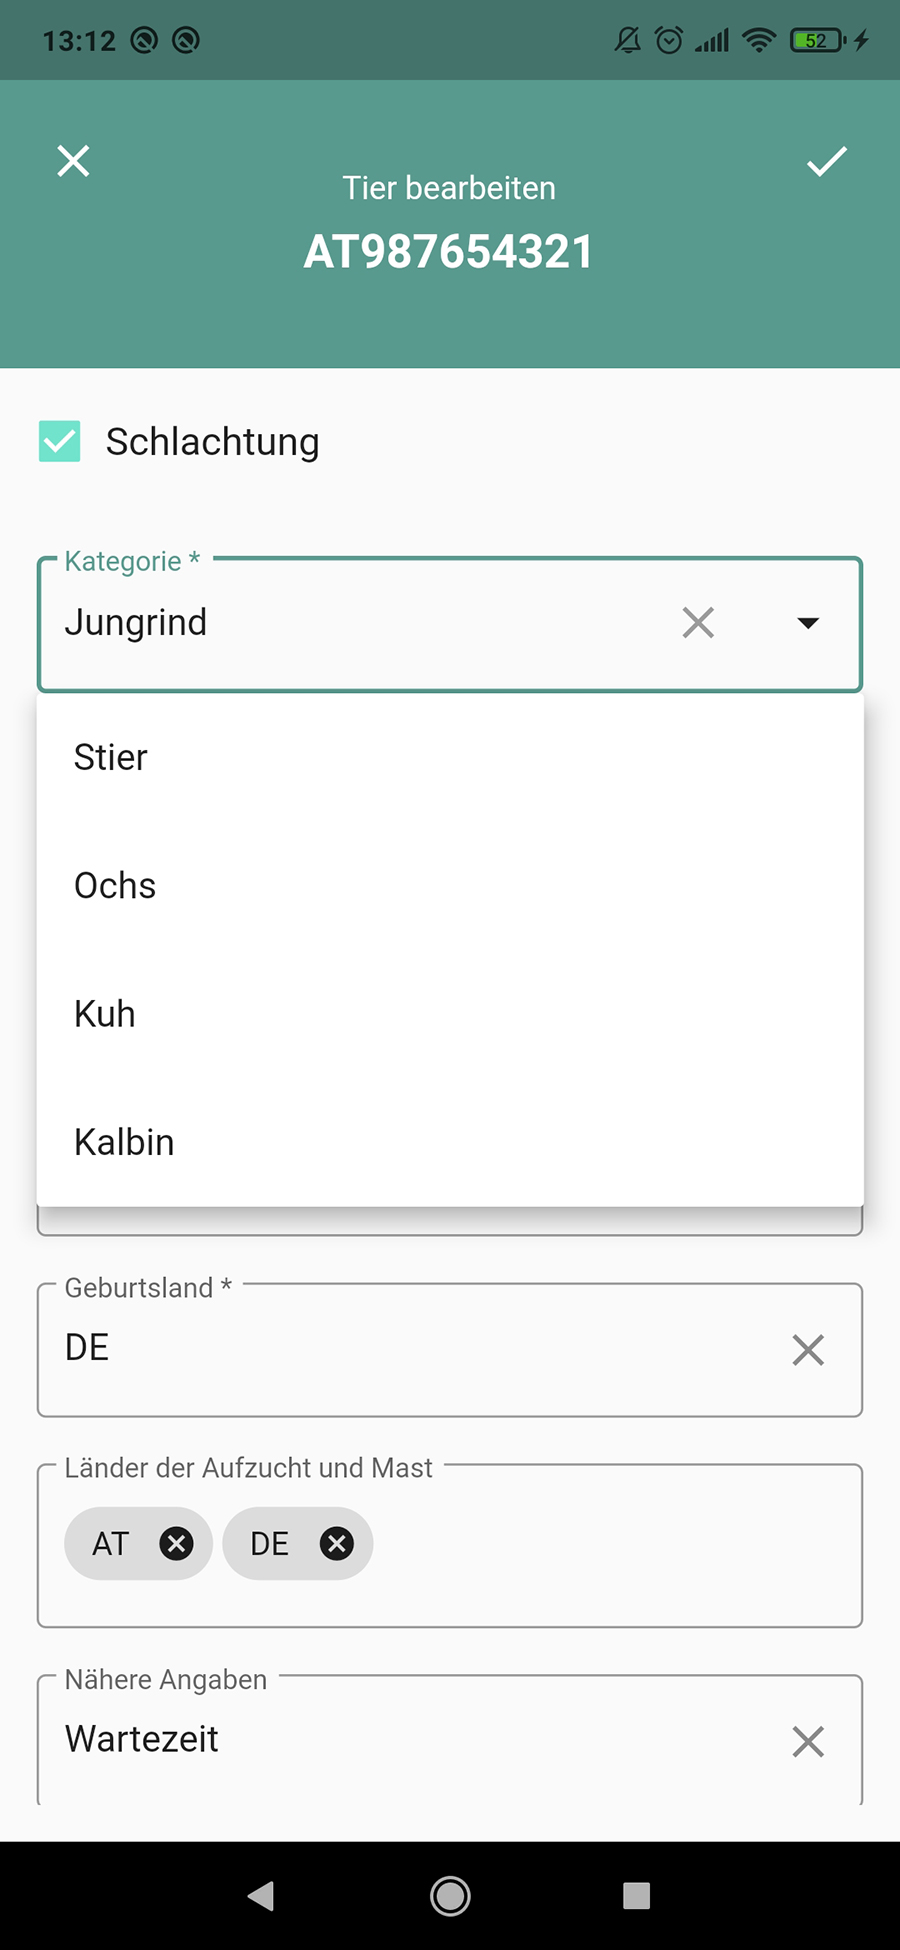 13:12
52
Tier bearbeiten
AT987654321
Schlachtung
Kategorie *
Jungrind
Stier
Ochs
Kuh
Kalbin
Geburtsland *
DE
Länder der Aufzucht und Mast
AT DE
Nähere Angaben
Wartezeit